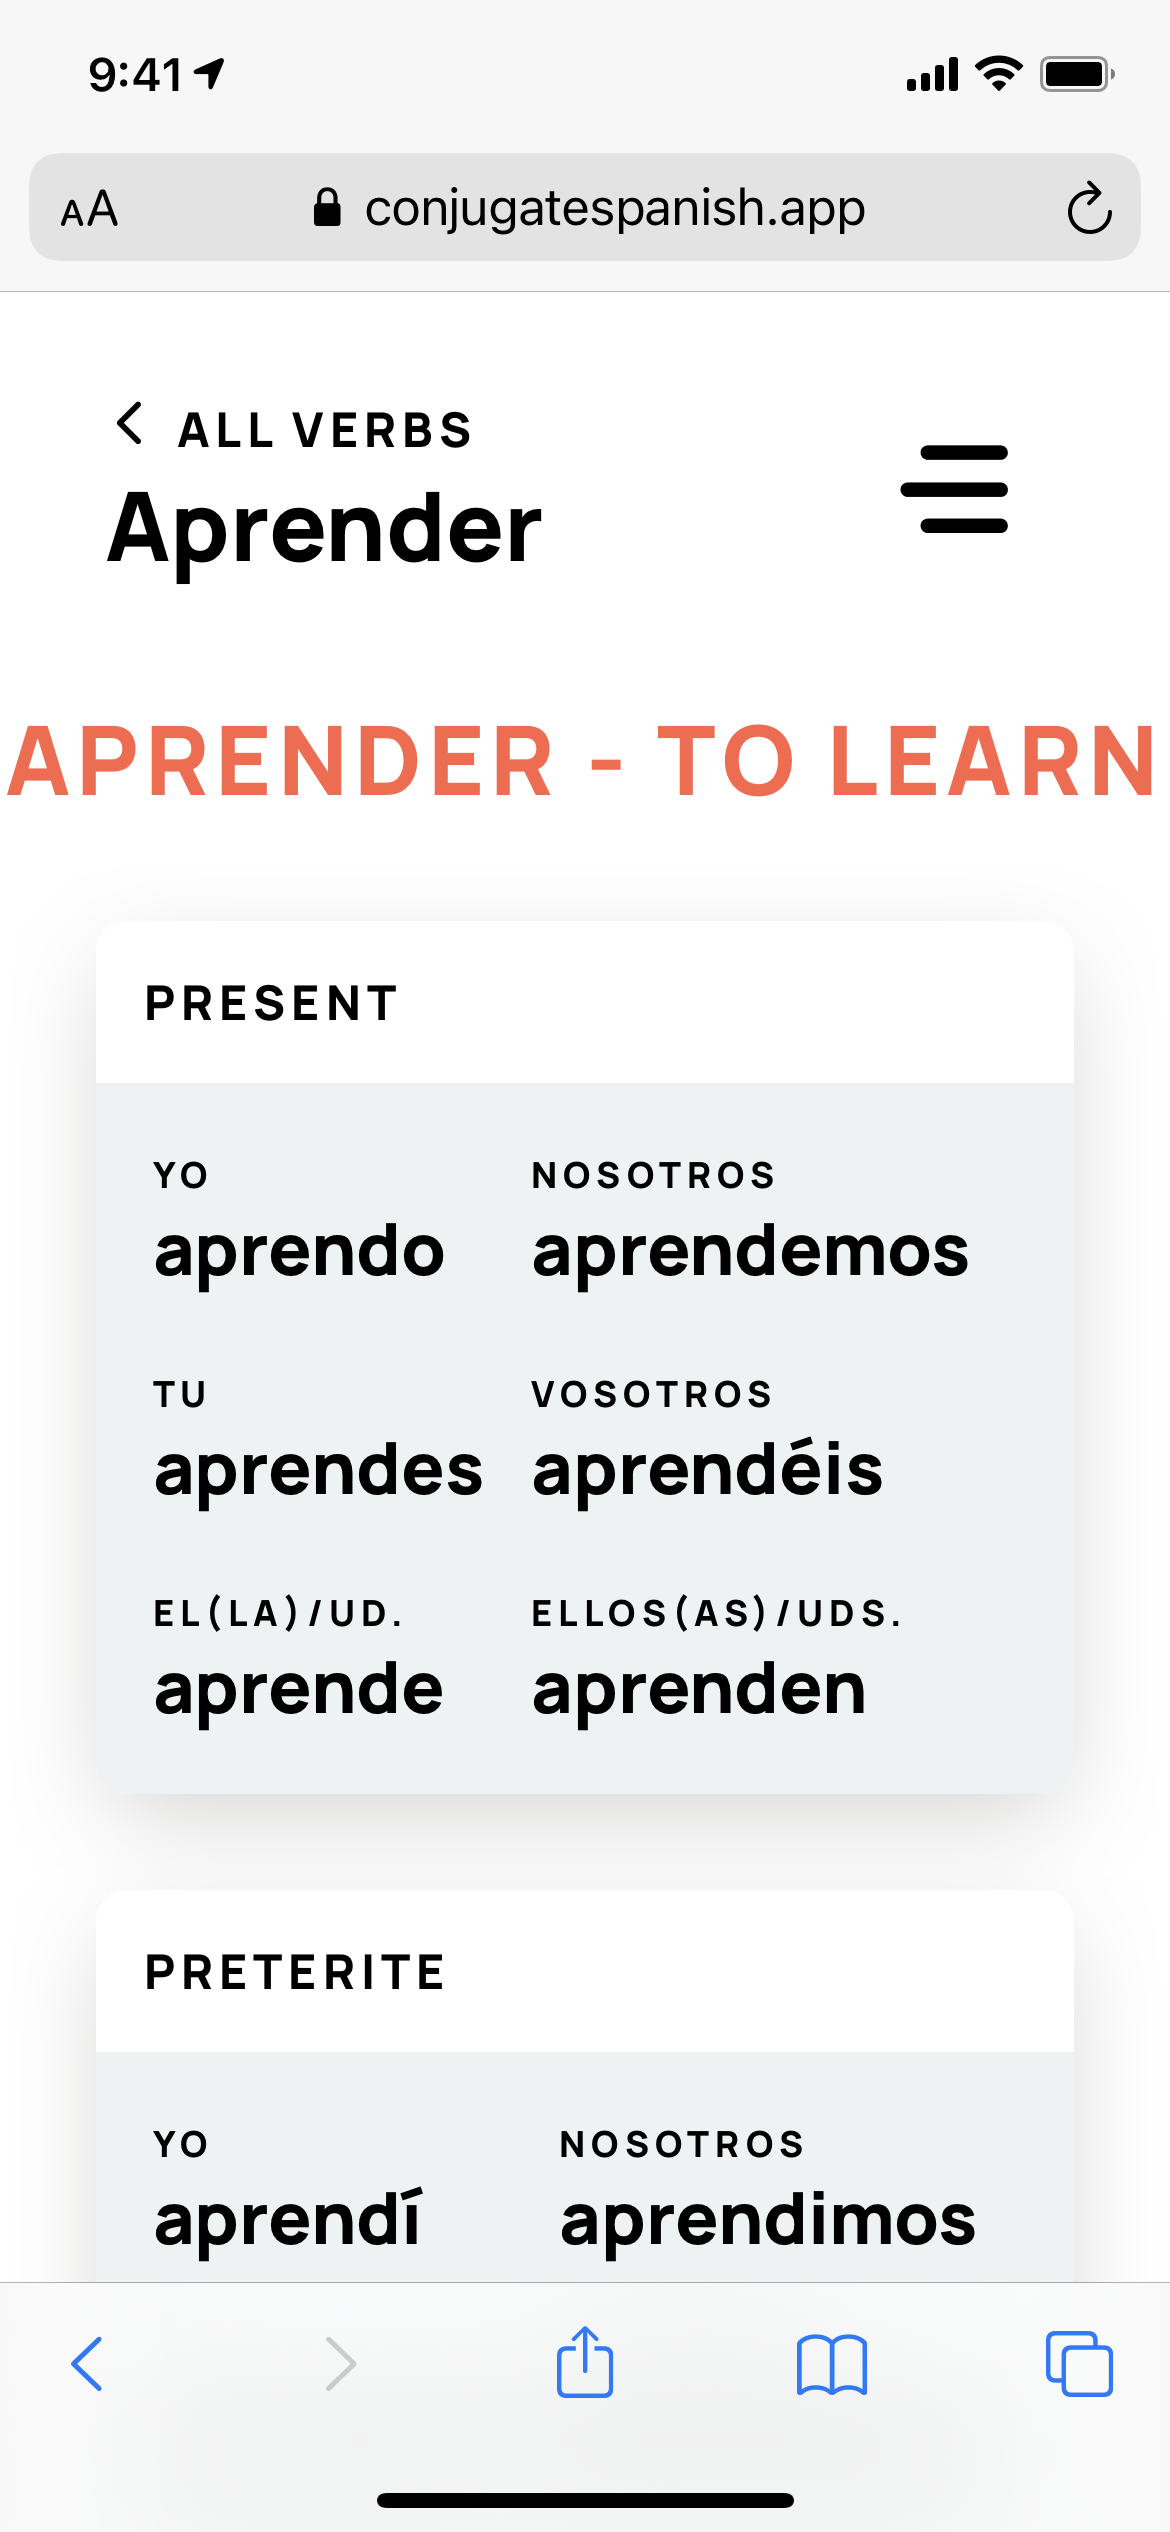 9:41
AA conjugatespanish.app
ALL VERBS
Aprender
APRENDER - TO LEARN
PRESENT
YO NOSOTROS
aprendo aprendemos
TU VOSOTROS
aprendes aprendéis
EL(LA)/UD. ELLOS(AS)/UDS.
aprende aprenden
PRETERITE
YO NOSOTROS
aprendí aprendimos